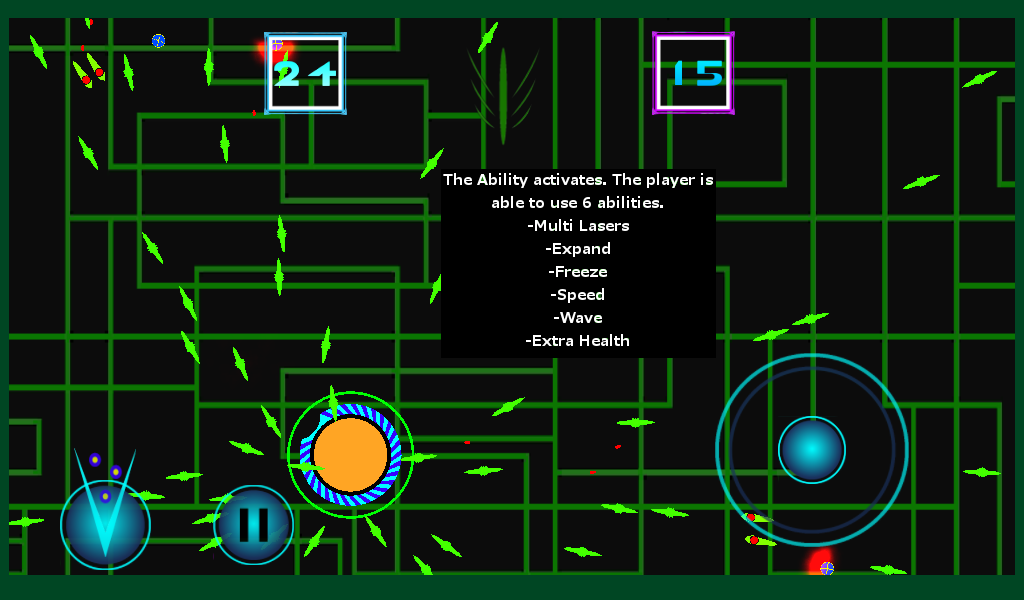 24
15
The Ability activates. The player is
able to use 6 abilities.
-Multi Lasers
-Expand
-Freeze
-Speed
-Wave
-Extra Health